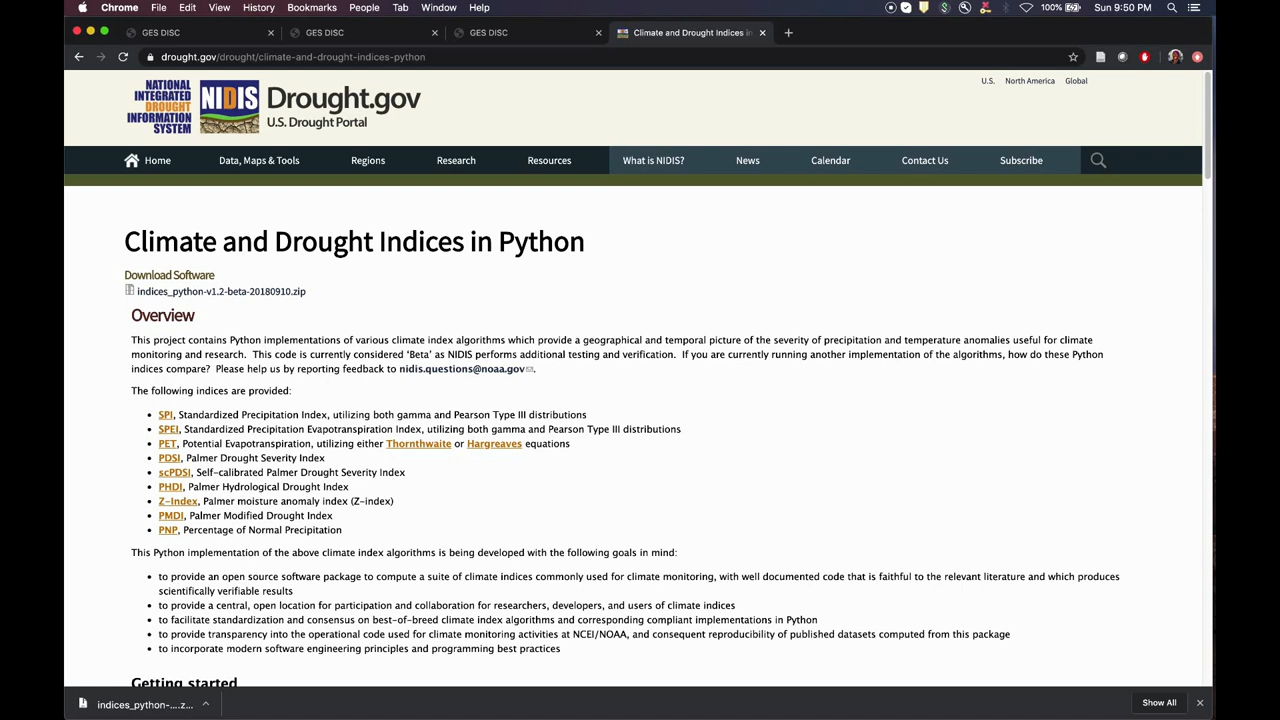 Chrome File Edit View History Bookmarks People Tab Window Help 100% Sun 9:50 PM
GES DISC GES DISC GES DISC Climate and Drought Indices in
drought.gov/drought/climate-and-drought-indices-python
U.S. North America Global
NATIONAL
INTEGRATED
DROUGHT
INFORMATION
SYSTEM
NIDIS
Drought.gov
U.S. Drought Portal
Home Data, Maps & Tools Regions Research Resources What is NIDIS? News Calendar Contact Us Subscribe
Climate and Drought Indices in Python
Download Software
indices_python-v1.2-beta-20180910.zip
Overview
This project contains Python implementations of various climate index algorithms which provide a geographical and temporal picture of the severity of precipitation and temperature anomalies useful for climate
monitoring and research. This code is currently considered 'Beta' as NIDIS performs additional testing and verification. If you are currently running another implementation of the algorithms, how do these Python
indices compare? Please help us by reporting feedback to nidis.questions@noaa.gov.
The following indices are provided:
• SPI, Standardized Precipitation Index, utilizing both gamma and Pearson Type III distributions
• SPEI, Standardized Precipitation Evapotranspiration Index, utilizing both gamma and Pearson Type III distributions
• PET, Potential Evapotranspiration, utilizing either Thornthwaite or Hargreaves equations
• PDSI, Palmer Drought Severity Index
• scPDSI, Self-calibrated Palmer Drought Severity Index
• PHDI, Palmer Hydrological Drought Index
• Z-Index, Palmer moisture anomaly index (Z-index)
• PMDI, Palmer Modified Drought Index
• PNP, Percentage of Normal Precipitation
This Python implementation of the above climate index algorithms is being developed with the following goals in mind:
• to provide an open source software package to compute a suite of climate indices commonly used for climate monitoring, with well documented code that is faithful to the relevant literature and which produces
scientifically verifiable results
• to provide a central, open location for participation and collaboration for researchers, developers, and users of climate indices
• to facilitate standardization and consensus on best-of-breed climate index algorithms and corresponding compliant implementations in Python
• to provide transparency into the operational code used for climate monitoring activities at NCEI/NOAA, and consequent reproducibility of published datasets computed from this package
• to incorporate modern software engineering principles and programming best practices
Getting started
indices_python-....z... Show All